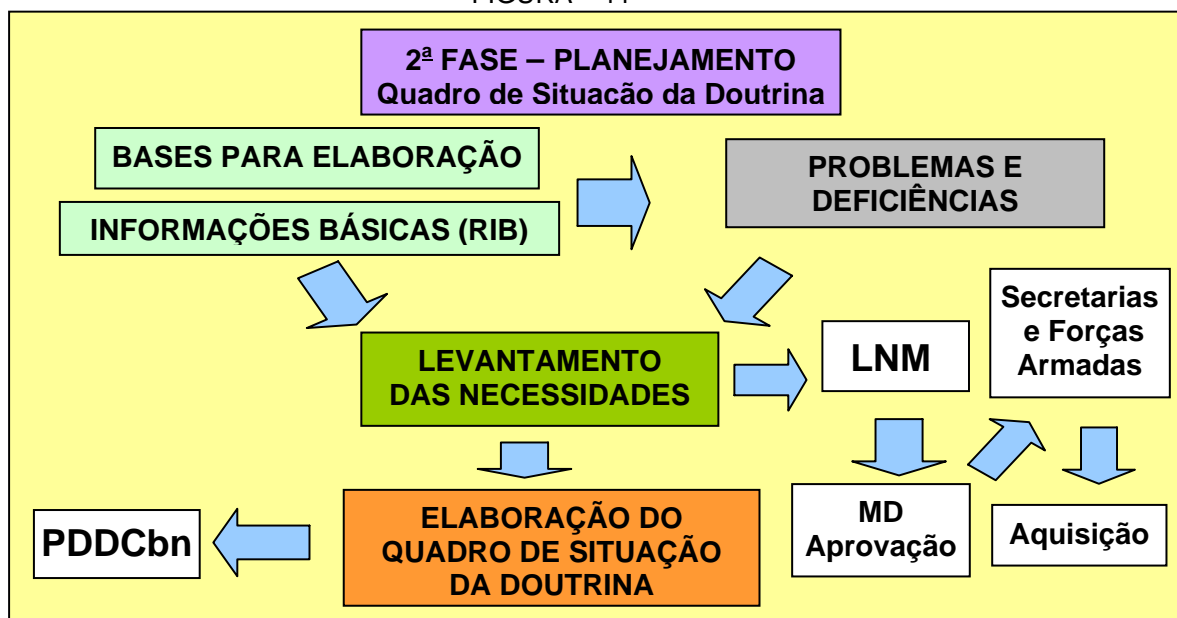 2ª FASE – PLANEJAMENTO
Quadro de Situacão da Doutrina
BASES PARA ELABORAÇÃO
INFORMAÇÕES BÁSICAS (RIB)
PROBLEMAS E
DEFICIÊNCIAS
LEVANTAMENTO
DAS NECESSIDADES
LNM
Secretarias
e Forças
Armadas
MD
Aprovação
Aquisição
ELABORAÇÃO DO
QUADRO DE SITUAÇÃO
DA DOUTRINA
PDDCbn